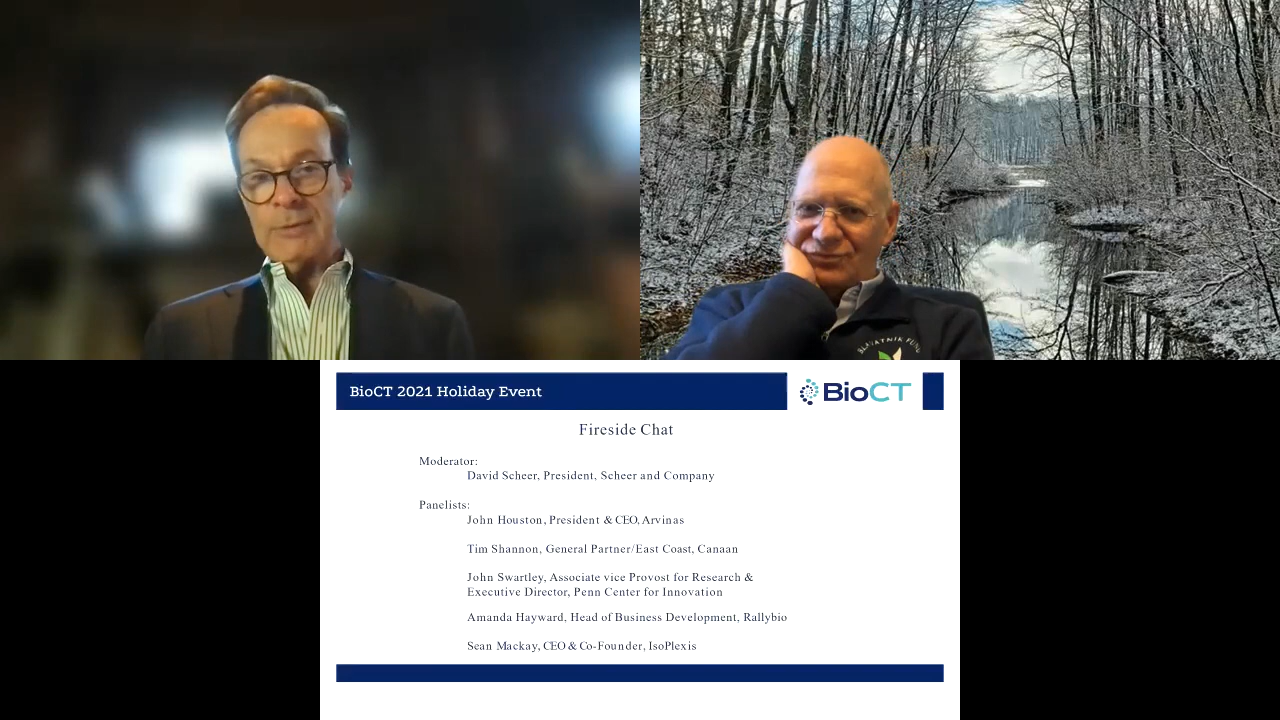 BLAVATNIK FUND
BioCT 2021 Holiday Event
BioCT
Fireside Chat
Moderator:
David Scheer, President, Scheer and Company
Panelists:
John Houston, President & CEO, Arvinas
Tim Shannon, General Partner/East Coast, Canaan
John Swartley, Associate vice Provost for Research &
Executive Director, Penn Center for Innovation
Amanda Hayward, Head of Business Development, Rallybio
Sean Mackay, CEO & Co-Founder, IsoPlexis